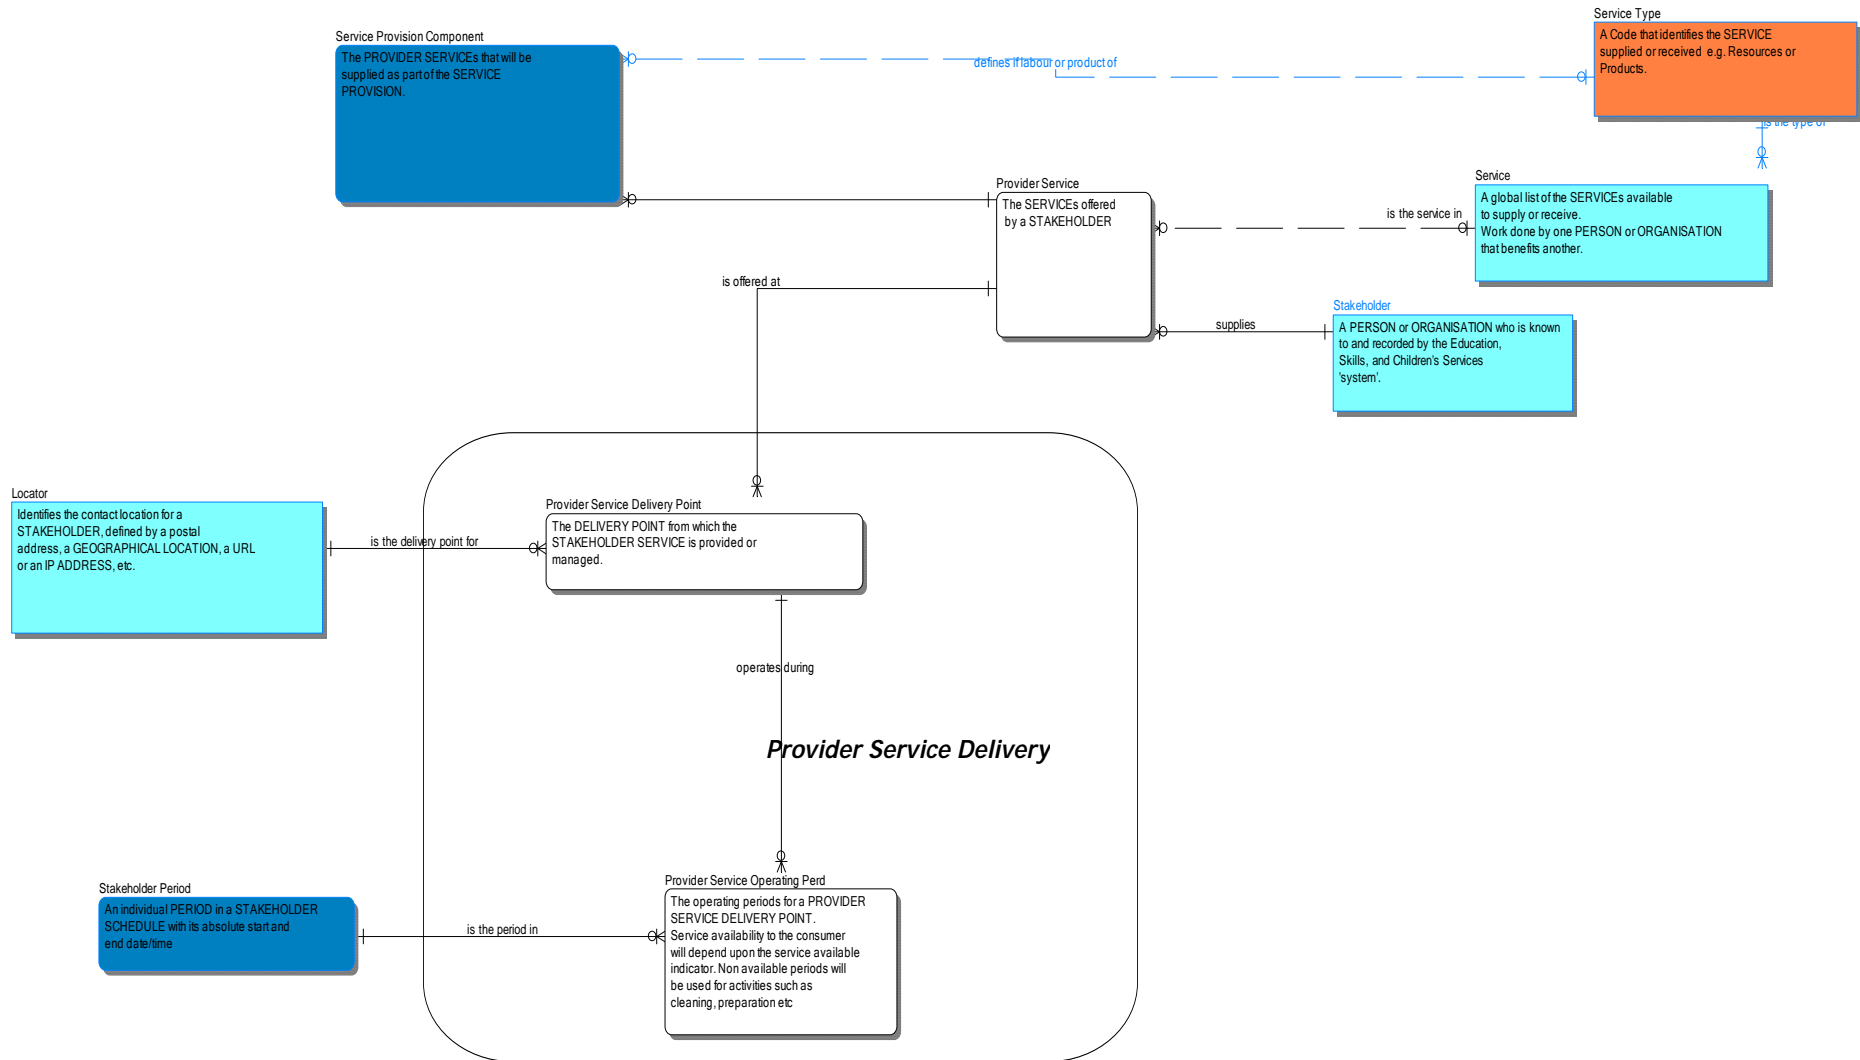 Service Type
A Code that identifies the SERVICE
supplied or received e.g. Resources or
Products.
Service Provision Component
The PROVIDER SERVICEs that will be
supplied as part of the SERVICE
PROVISION.
defines if labour or product of
is the type of
Provider Service
The SERVICEs offered
by a STAKEHOLDER
is the service in
Service
A global list of the SERVICEs available
to supply or receive.
Work done by one PERSON or ORGANISATION
that benefits another.
is offered at
supplies
Stakeholder
A PERSON or ORGANISATION who is known
to and recorded by the Education,
Skills, and Children's Services
'system'.
Locator
Identifies the contact location for a
STAKEHOLDER, defined by a postal
address, a GEOGRAPHICAL LOCATION, a URL
or an IP ADDRESS, etc.
is the delivery point for
Provider Service Delivery Point
The DELIVERY POINT from which the
STAKEHOLDER SERVICE is provided or
managed.
operates during
Provider Service Delivery
Stakeholder Period
An individual PERIOD in a STAKEHOLDER
SCHEDULE with its absolute start and
end date/time
is the period in
Provider Service Operating Perd
The operating periods for a PROVIDER
SERVICE DELIVERY POINT.
Service availability to the consumer
will depend upon the service available
indicator. Non available periods will
be used for activities such as
cleaning, preparation etc